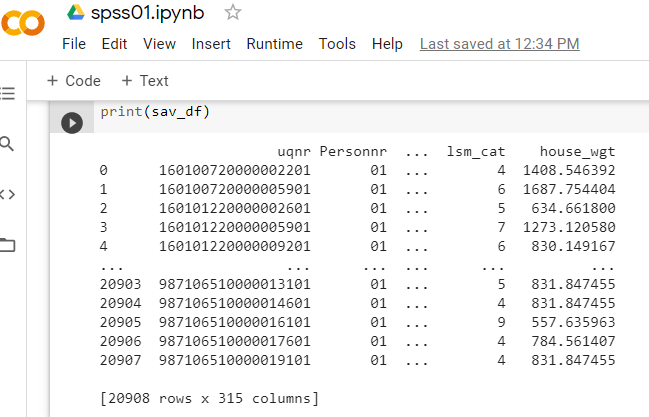 spss01.ipynb
File Edit View Insert Runtime Tools Help Last saved at 12:34 PM
+ Code + Text
print(sav_df)
uqnr Personnr ... lsm_cat house_wgt
0 160100720000002201 01 ... 4 1408.546392
1 160100720000005901 01 ... 6 1687.754404
2 160101220000002601 01 ... 5 634.661800
3 160101220000005901 01 ... 7 1273.120580
4 160101220000009201 01 ... 6 830.149167
... ... ... ... ... ...
20903 987106510000013101 01 ... 5 831.847455
20904 987106510000014601 01 ... 4 831.847455
20905 987106510000016101 01 ... 9 557.635963
20906 987106510000017601 01 ... 4 784.561407
20907 987106510000019101 01 ... 4 831.847455
[20908 rows x 315 columns]